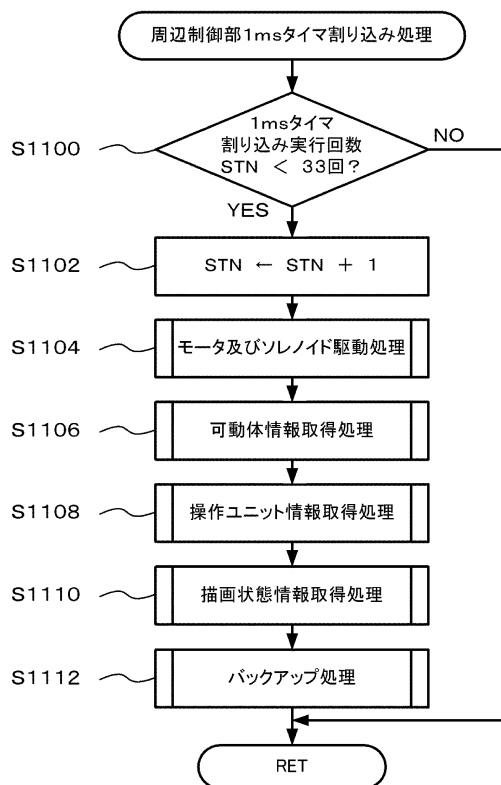 周辺制御部1msタイマ割り込み処理
S1100
1msタイマ
割り込み実行回数
STN < 33回?
NO
YES
S1102
STN ← STN + 1
S1104
モータ及びソレノイド駆動処理
S1106
可動体情報取得処理
S1108
操作ユニット情報取得処理
S1110
描画状態情報取得処理
S1112
バックアップ処理
RET